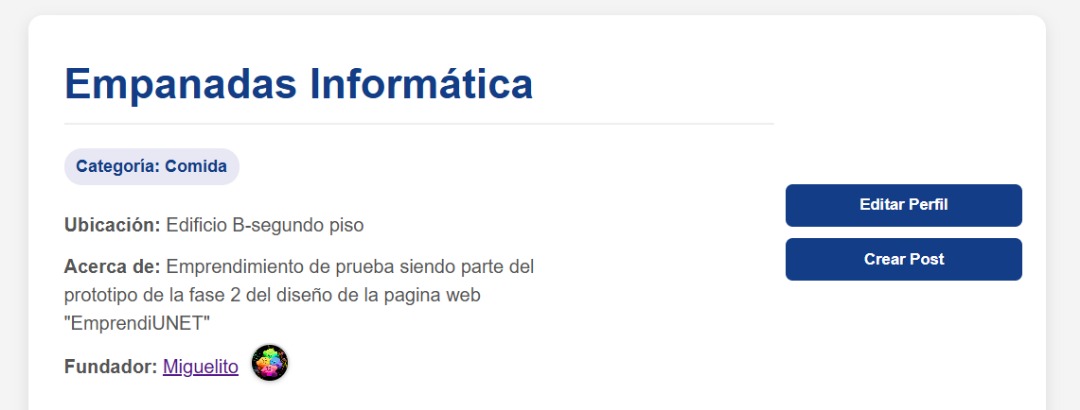 Empanadas Informática
Categoría: Comida
Ubicación: Edificio B-segundo piso
Acerca de: Emprendimiento de prueba siendo parte del
prototipo de la fase 2 del diseño de la pagina web
"EmprendiUNET"
Fundador: Miguelito
Editar Perfil
Crear Post